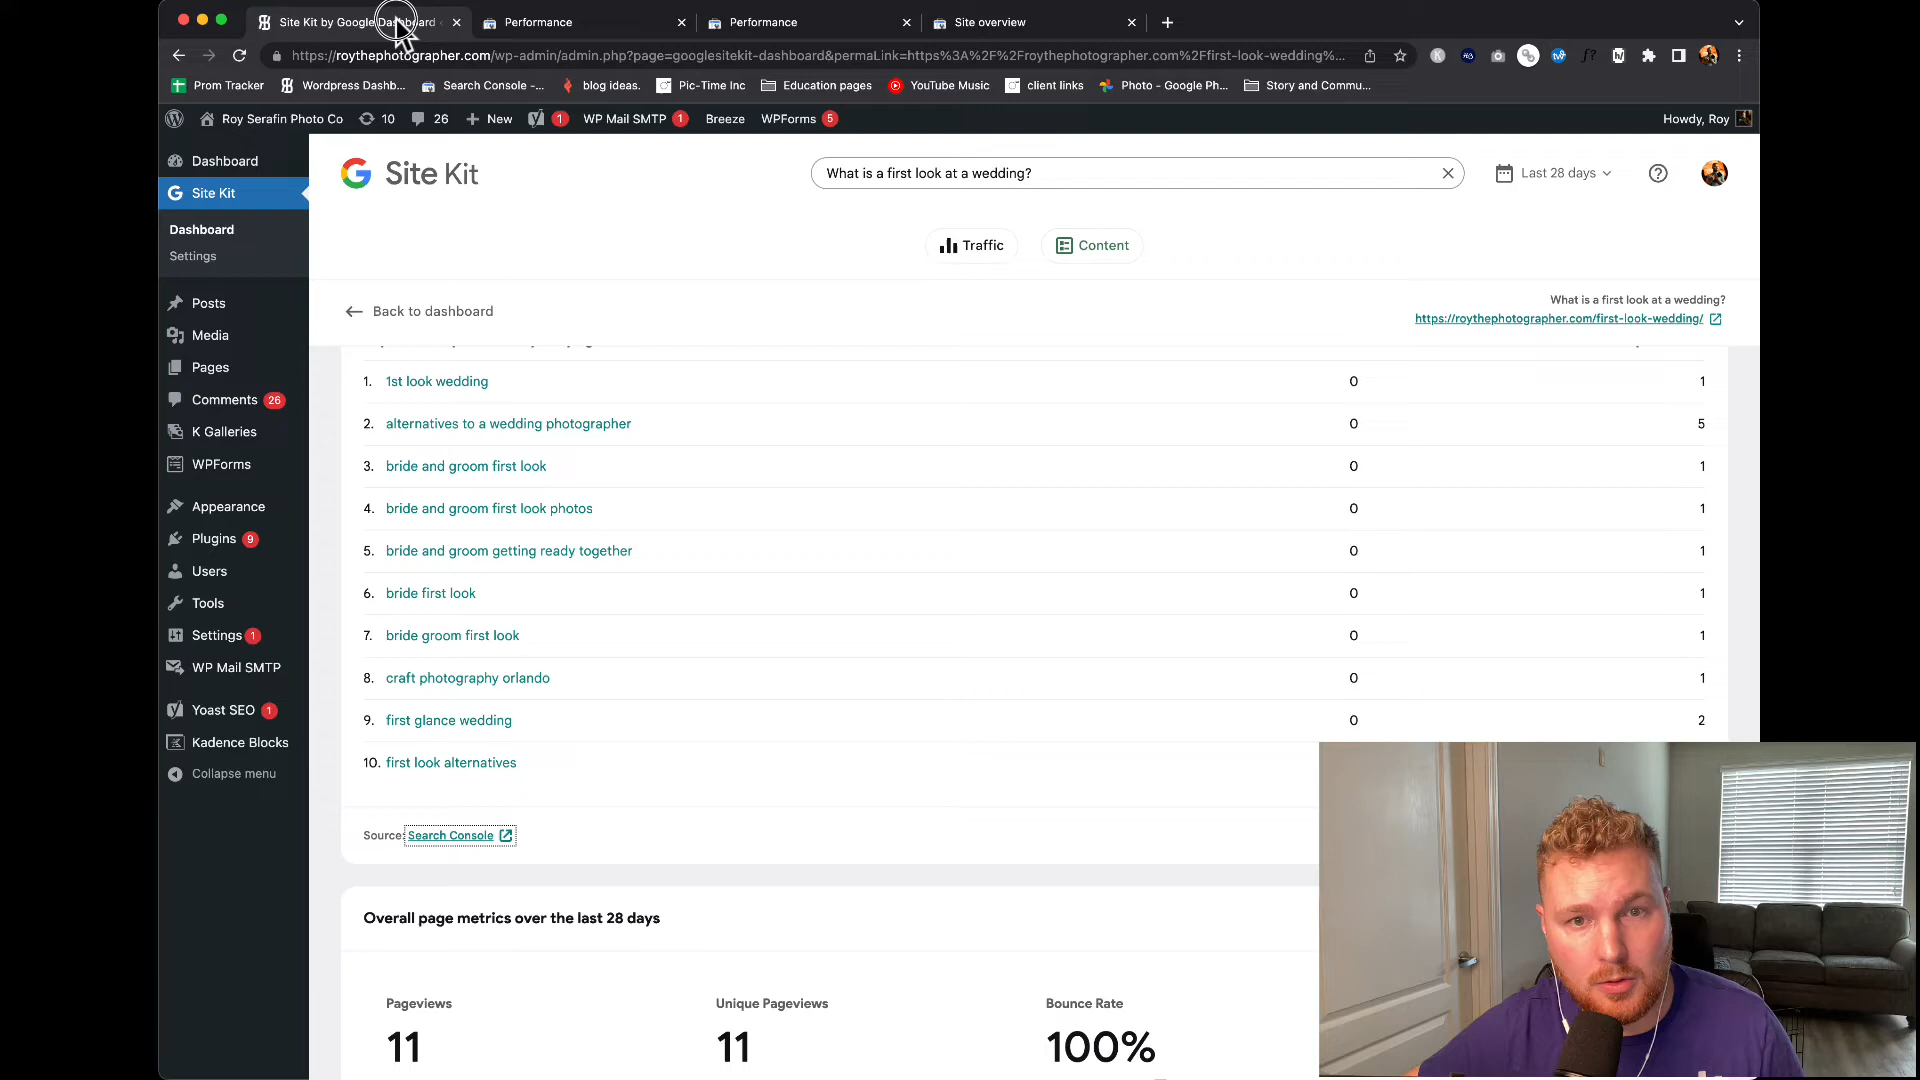 Site Kit by Google Dashboard
Performance
Performance
Site overview
https://roythephotographer.com/wp-admin/admin.php?page=googlesitekit-dashboard&permaLink=https%3A%2F%2Froythephotographer.com%2Ffirst-look-wedding%...
Prom Tracker
Wordpress Dashb...
Search Console -...
blog ideas.
Pic-Time Inc
Education pages
YouTube Music
client links
Photo - Google Ph...
Story and Commu...
Roy Serafin Photo Co
10
26
New
1
WP Mail SMTP 1
Breeze
WPForms 5
Howdy, Roy
Dashboard
Site Kit
Dashboard
Settings
Posts
Media
Pages
Comments 26
K Galleries
WPForms
Appearance
Plugins 9
Users
Tools
Settings 1
WP Mail SMTP
Yoast SEO 1
Kadence Blocks
Collapse menu
Site Kit
What is a first look at a wedding?
Last 28 days
Traffic
Content
Back to dashboard
What is a first look at a wedding?
https://roythephotographer.com/first-look-wedding/
1. 1st look wedding 0 1
2. alternatives to a wedding photographer 0 5
3. bride and groom first look 0 1
4. bride and groom first look photos 0 1
5. bride and groom getting ready together 0 1
6. bride first look 0 1
7. bride groom first look 0 1
8. craft photography orlando 0 1
9. first glance wedding 0 2
10. first look alternatives
Source: Search Console
Overall page metrics over the last 28 days
Pageviews
11
Unique Pageviews
11
Bounce Rate
100%